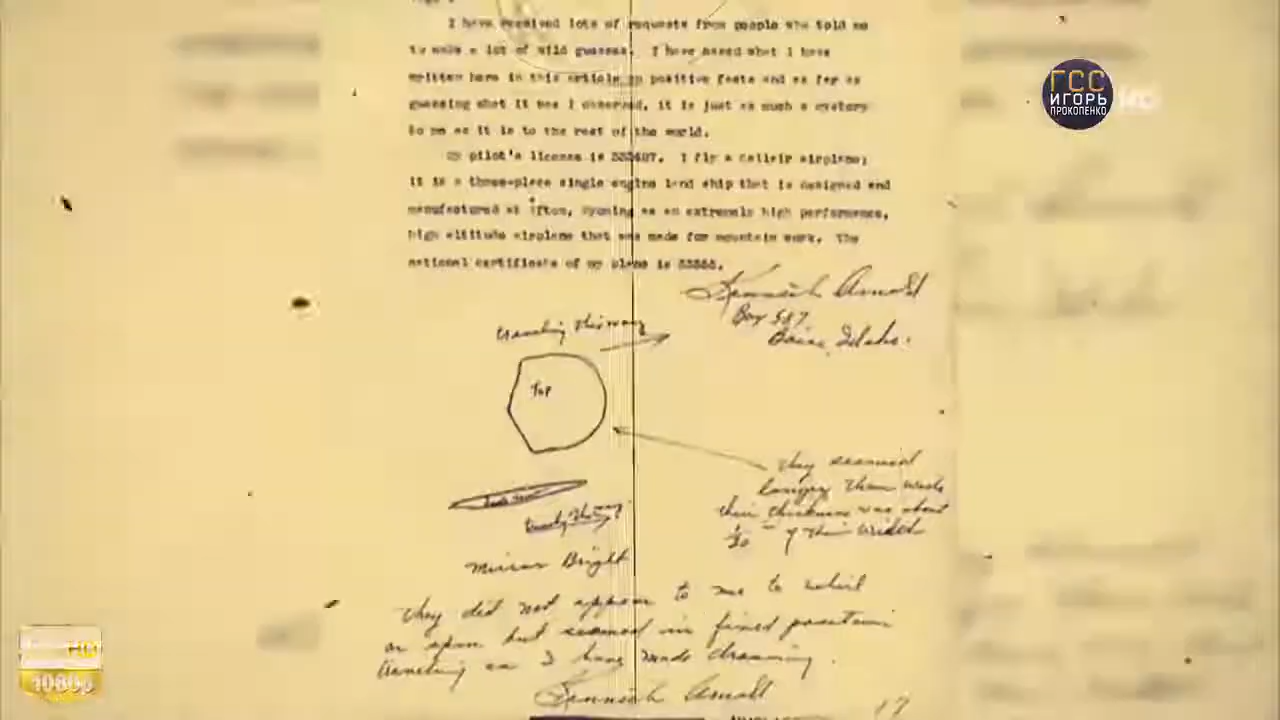 I have received lots of requests from people who told me
to make a lot of wild guesses. I have based what I have
written here in this article on positive facts and as far as
guessing what it was I observed, it is just as much a mystery
to me as it is to the rest of the world.
My pilot's license is 333487. I fly a Callair airplane;
it is a three-place single engine land ship that is designed and
manufactured at Afton, Wyoming as an extremely high performance,
high altitude airplane that was made for mountain work. The
national certificate of my plane is 33355.
Kenneth Arnold
Box 587
Boise, Idaho.
traveling this way
Top
they seemed
longer than wide
their thickness was about
1/20 of their width
traveling this way
Mirror Bright
they did not appear to me to whirl
or spin but seemed in fixed position
traveling as I have made drawing.
Kenneth Arnold
17
ГСС
ИГОРЬ
ПРОКОПЕНКО
HD
1080p